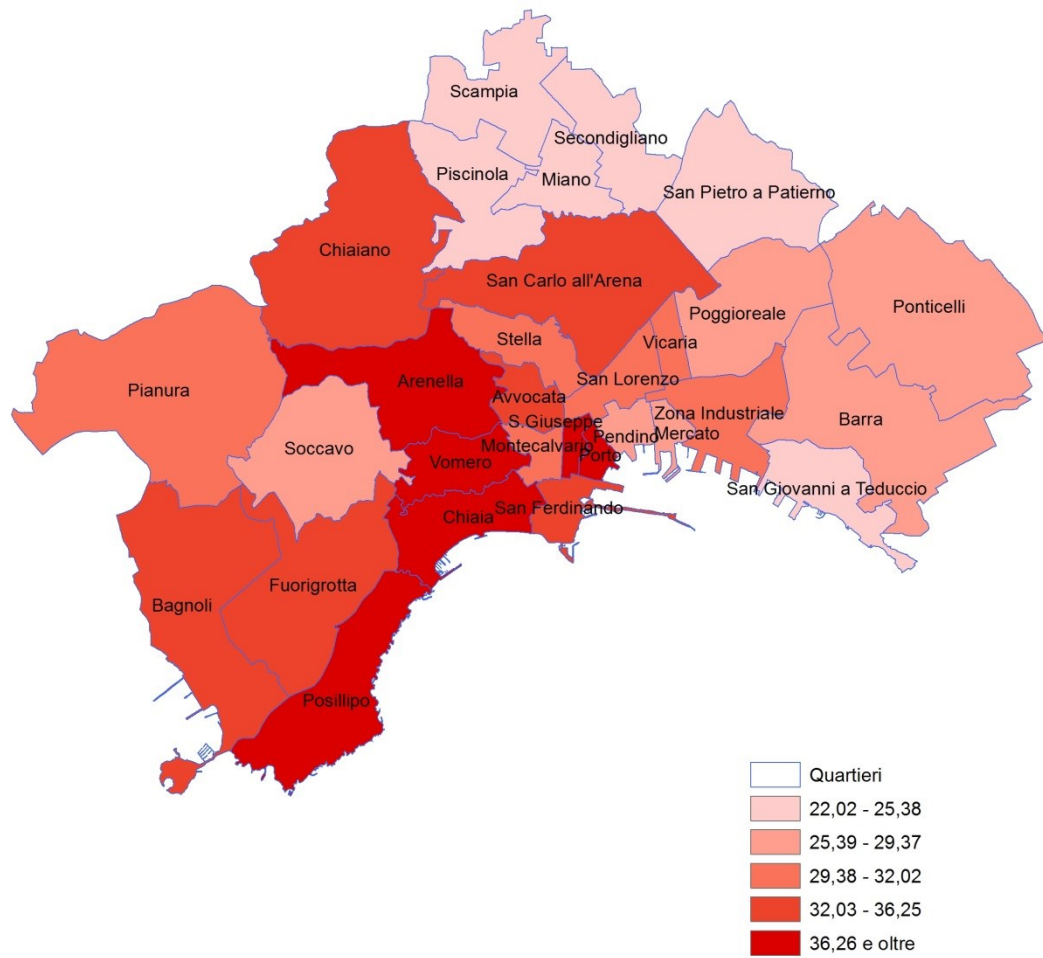 Scampia
Secondigliano
Piscinola
Miano
San Pietro a Patierno
Chiaiano
San Carlo all'Arena
Poggioreale
Ponticelli
Stella
Vicaria
Pianura
Arenella
San Lorenzo
Avvocata
S.Giuseppe
Zona Industriale
Barra
Soccavo
Montecalvario
Pendino
Mercato
Vomero
Porto
San Giovanni a Teduccio
Chiaia
San Ferdinando
Fuorigrotta
Bagnoli
Posillipo
Quartieri
22,02 - 25,38
25,39 - 29,37
29,38 - 32,02
32,03 - 36,25
36,26 e oltre